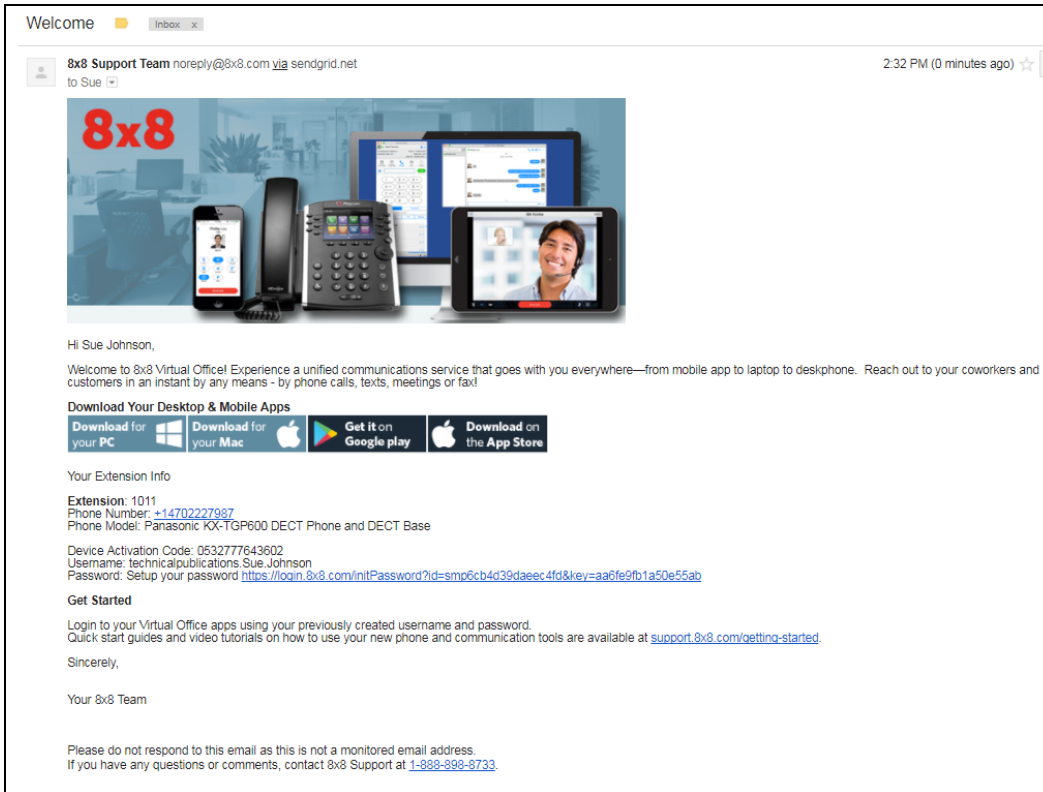 Welcome
Inbox x
8x8 Support Team noreply@8x8.com via sendgrid.net
2:32 PM (0 minutes ago)
to Sue
8x8
Hi Sue Johnson,
Welcome to 8x8 Virtual Office! Experience a unified communications service that goes with you everywhere—from mobile app to laptop to deskphone.  Reach out to your coworkers and
customers in an instant by any means - by phone calls, texts, meetings or fax!
Download Your Desktop & Mobile Apps
Download for your PC
Download for your Mac
Get it on Google play
Download on the App Store
Your Extension Info
Extension: 1011
Phone Number: +14702227987
Phone Model: Panasonic KX-TGP600 DECT Phone and DECT Base
Device Activation Code: 0532777643602
Username: technicalpublications.Sue.Johnson
Password: Setup your password https://login.8x8.com/initPassword?id=smp6cb4d39daeec4fd&key=aa6fe9fb1a50e55ab
Get Started
Login to your Virtual Office apps using your previously created username and password.
Quick start guides and video tutorials on how to use your new phone and communication tools are available at support.8x8.com/getting-started.
Sincerely,
Your 8x8 Team
Please do not respond to this email as this is not a monitored email address.
If you have any questions or comments, contact 8x8 Support at 1-888-898-8733.